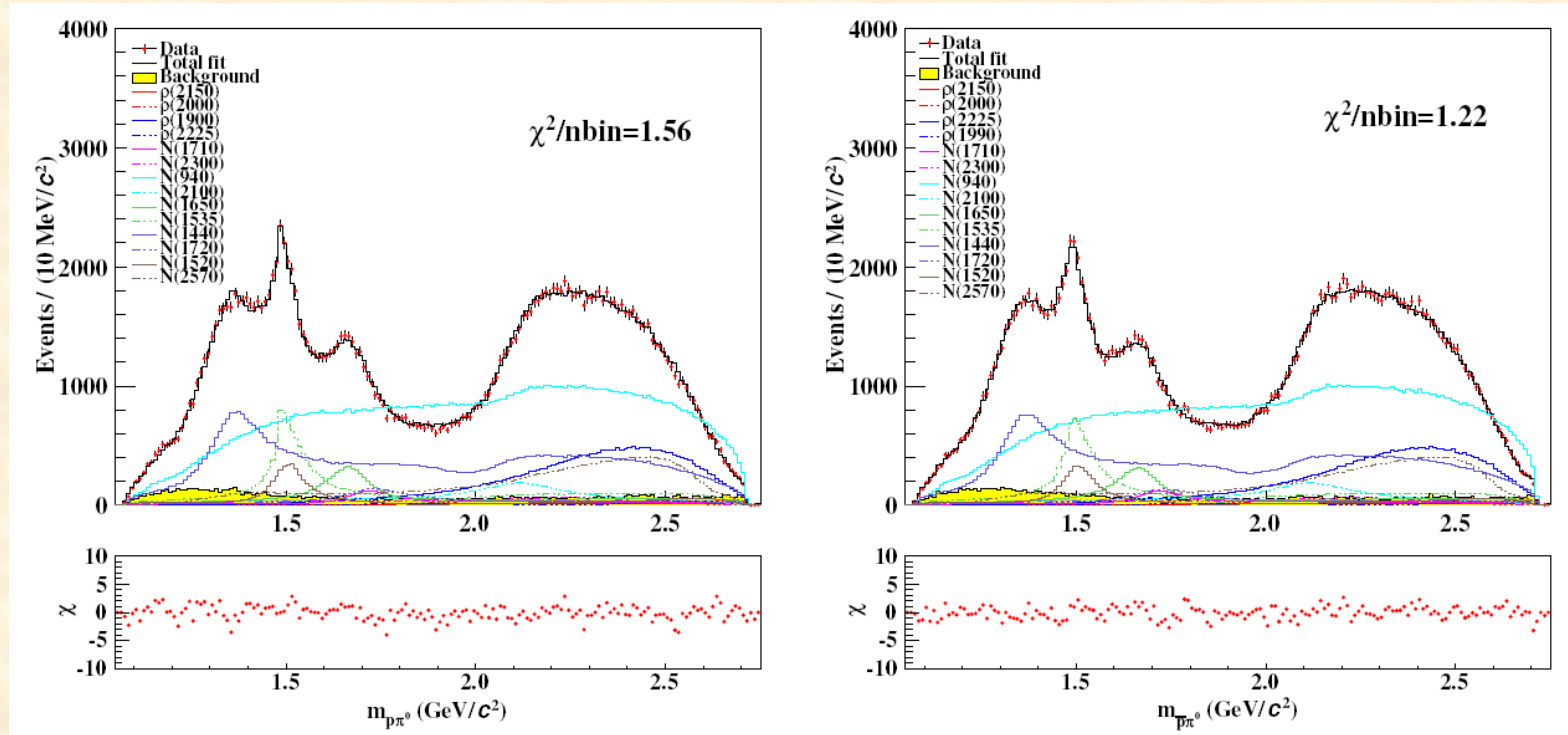 4000
3000
2000
1000
0
Events / (10 MeV/c²)
Data
Total fit
Background
ρ(2150)
ρ(2000)
ρ(1900)
ρ(2225)
N(1710)
N(2300)
N(940)
N(2100)
N(1650)
N(1535)
N(1440)
N(1720)
N(1520)
N(2570)
χ²/nbin=1.56
1.5 2.0 2.5
10
5
0
-5
-10
χ
1.5 2.0 2.5
m_pπ⁰ (GeV/c²)
4000
3000
2000
1000
0
Events / (10 MeV/c²)
Data
Total fit
Background
ρ(2150)
ρ(2000)
ρ(2225)
ρ(1990)
N(1710)
N(2300)
N(940)
N(2100)
N(1650)
N(1535)
N(1440)
N(1720)
N(1520)
N(2570)
χ²/nbin=1.22
1.5 2.0 2.5
10
5
0
-5
-10
χ
1.5 2.0 2.5
m_p̄π⁰ (GeV/c²)